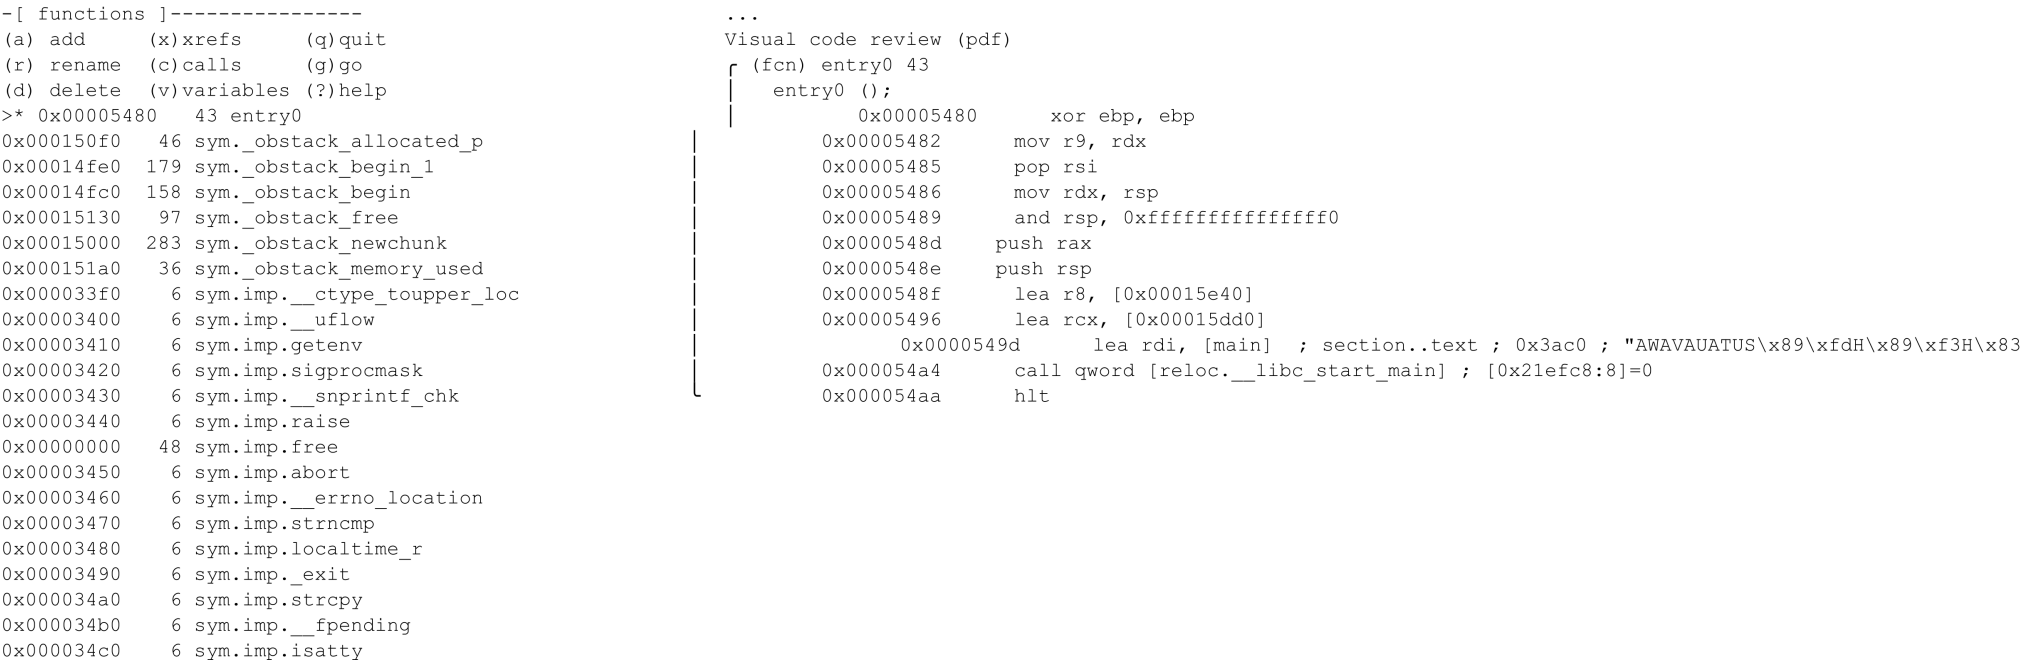 -[ functions ]----------------                              ...
(a) add     (x)xrefs     (q)quit                            Visual code review (pdf)
(r) rename  (c)calls     (g)go                              ╭ (fcn) entry0 43
(d) delete  (v)variables (?)help                            │   entry0 ();
>* 0x00005480   43 entry0                                   │          0x00005480      xor ebp, ebp
0x000150f0   46 sym._obstack_allocated_p                 │          0x00005482      mov r9, rdx
0x00014fe0  179 sym._obstack_begin_1                     │          0x00005485      pop rsi
0x00014fc0  158 sym._obstack_begin                       │          0x00005486      mov rdx, rsp
0x00015130   97 sym._obstack_free                        │          0x00005489      and rsp, 0xfffffffffffffff0
0x00015000  283 sym._obstack_newchunk                    │          0x0000548d     push rax
0x000151a0   36 sym._obstack_memory_used                 │          0x0000548e     push rsp
0x000033f0    6 sym.imp.__ctype_toupper_loc              │          0x0000548f      lea r8, [0x00015e40]
0x00003400    6 sym.imp.__uflow                          │          0x00005496      lea rcx, [0x00015dd0]
0x00003410    6 sym.imp.getenv                           │                0x0000549d      lea rdi, [main]  ; section..text ; 0x3ac0 ; "AWAVAUATUS\x89\xfdH\x89\xf3H\x83
0x00003420    6 sym.imp.sigprocmask                      │          0x000054a4      call qword [reloc.__libc_start_main] ; [0x21efc8:8]=0
0x00003430    6 sym.imp.__snprintf_chk                   ╰          0x000054aa      hlt
0x00003440    6 sym.imp.raise
0x00000000   48 sym.imp.free
0x00003450    6 sym.imp.abort
0x00003460    6 sym.imp.__errno_location
0x00003470    6 sym.imp.strncmp
0x00003480    6 sym.imp.localtime_r
0x00003490    6 sym.imp._exit
0x000034a0    6 sym.imp.strcpy
0x000034b0    6 sym.imp.__fpending
0x000034c0    6 sym.imp.isatty